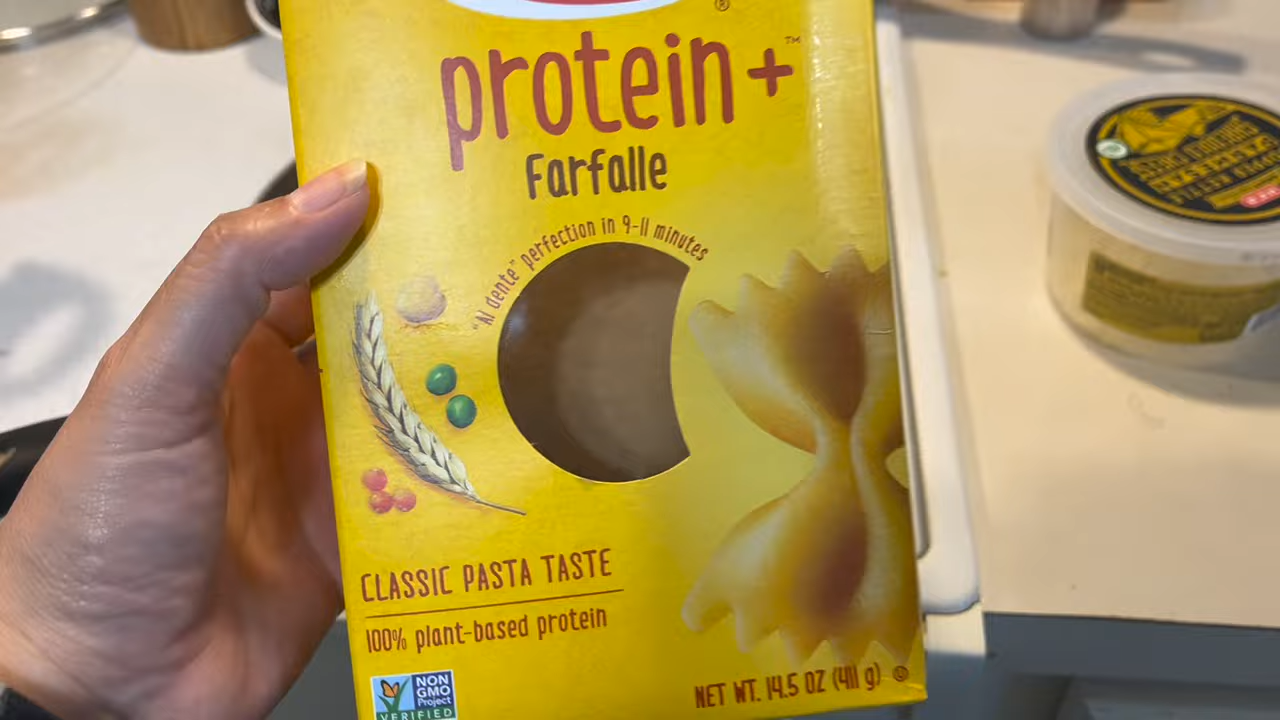 ®
protein+™
Farfalle
"Al dente" perfection in 9-11 minutes
CLASSIC PASTA TASTE
100% plant-based protein
NON
GMO
Project
VERIFIED
NET WT. 14.5 OZ (411 g)